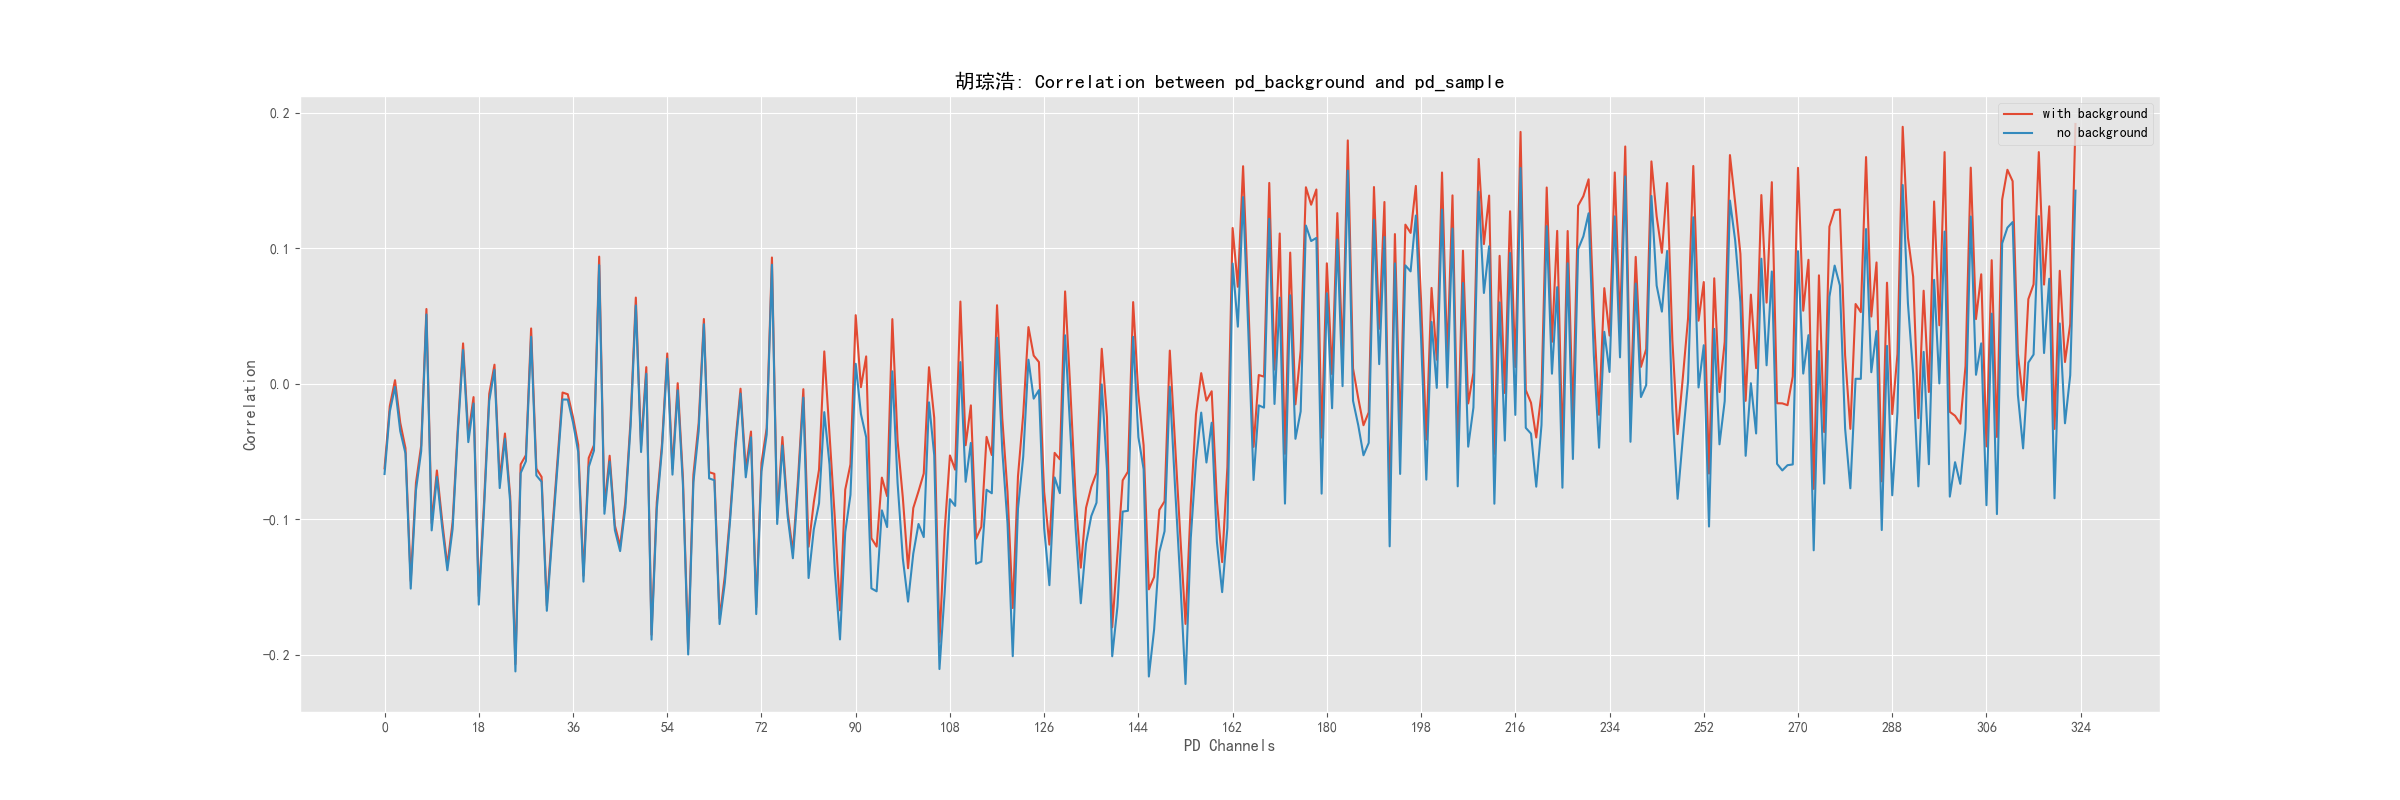 胡琮浩: Correlation between pd_background and pd_sample
with background
no background
Correlation
0.2
0.1
0.0
-0.1
-0.2
0 18 36 54 72 90 108 126 144 162 180 198 216 234 252 270 288 306 324
PD Channels